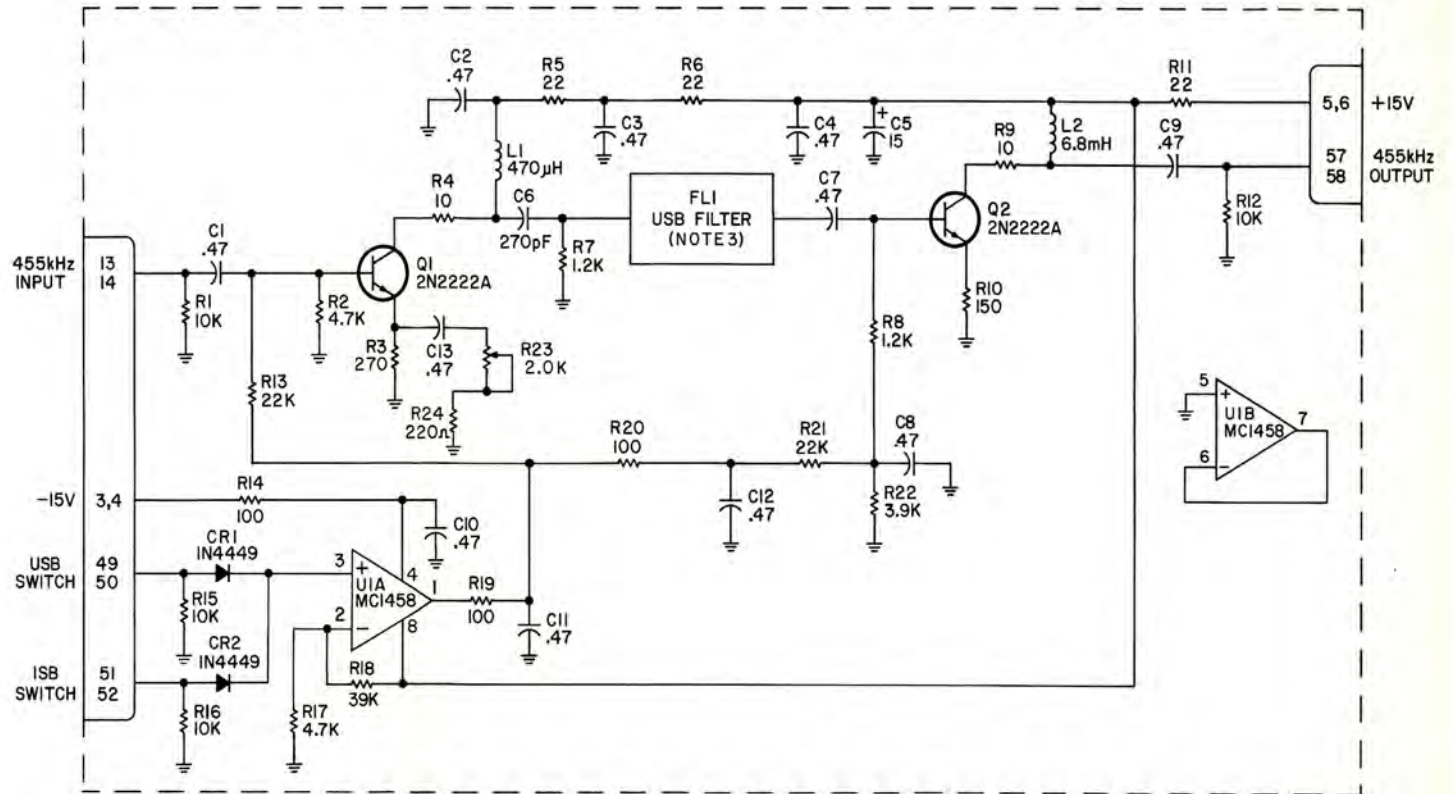 C2
.47
R5
22
R6
22
C3
.47
C4
.47
+
C5
15
R11
22
5,6
+15V
L1
470µH
R9
10
L2
6.8mH
C9
.47
57
58
455kHz
OUTPUT
R4
10
C6
270pF
R7
1.2K
FL1
USB FILTER
(NOTE 3)
C7
.47
Q2
2N2222A
R12
10K
455kHz
INPUT
13
14
C1
.47
R1
10K
R2
4.7K
Q1
2N2222A
R3
270
C13
.47
R23
2.0K
R24
220Ω
R10
150
R8
1.2K
R13
22K
R20
100
R21
22K
C8
.47
C12
.47
R22
3.9K
5
+
U1B
MC1458
7
6
−
-15V
3,4
R14
100
C10
.47
USB
SWITCH
49
50
CR1
1N4449
R15
10K
3
+
4
U1A
MC1458
1
2
−
8
R19
100
C11
.47
ISB
SWITCH
51
52
CR2
1N4449
R16
10K
R17
4.7K
R18
39K